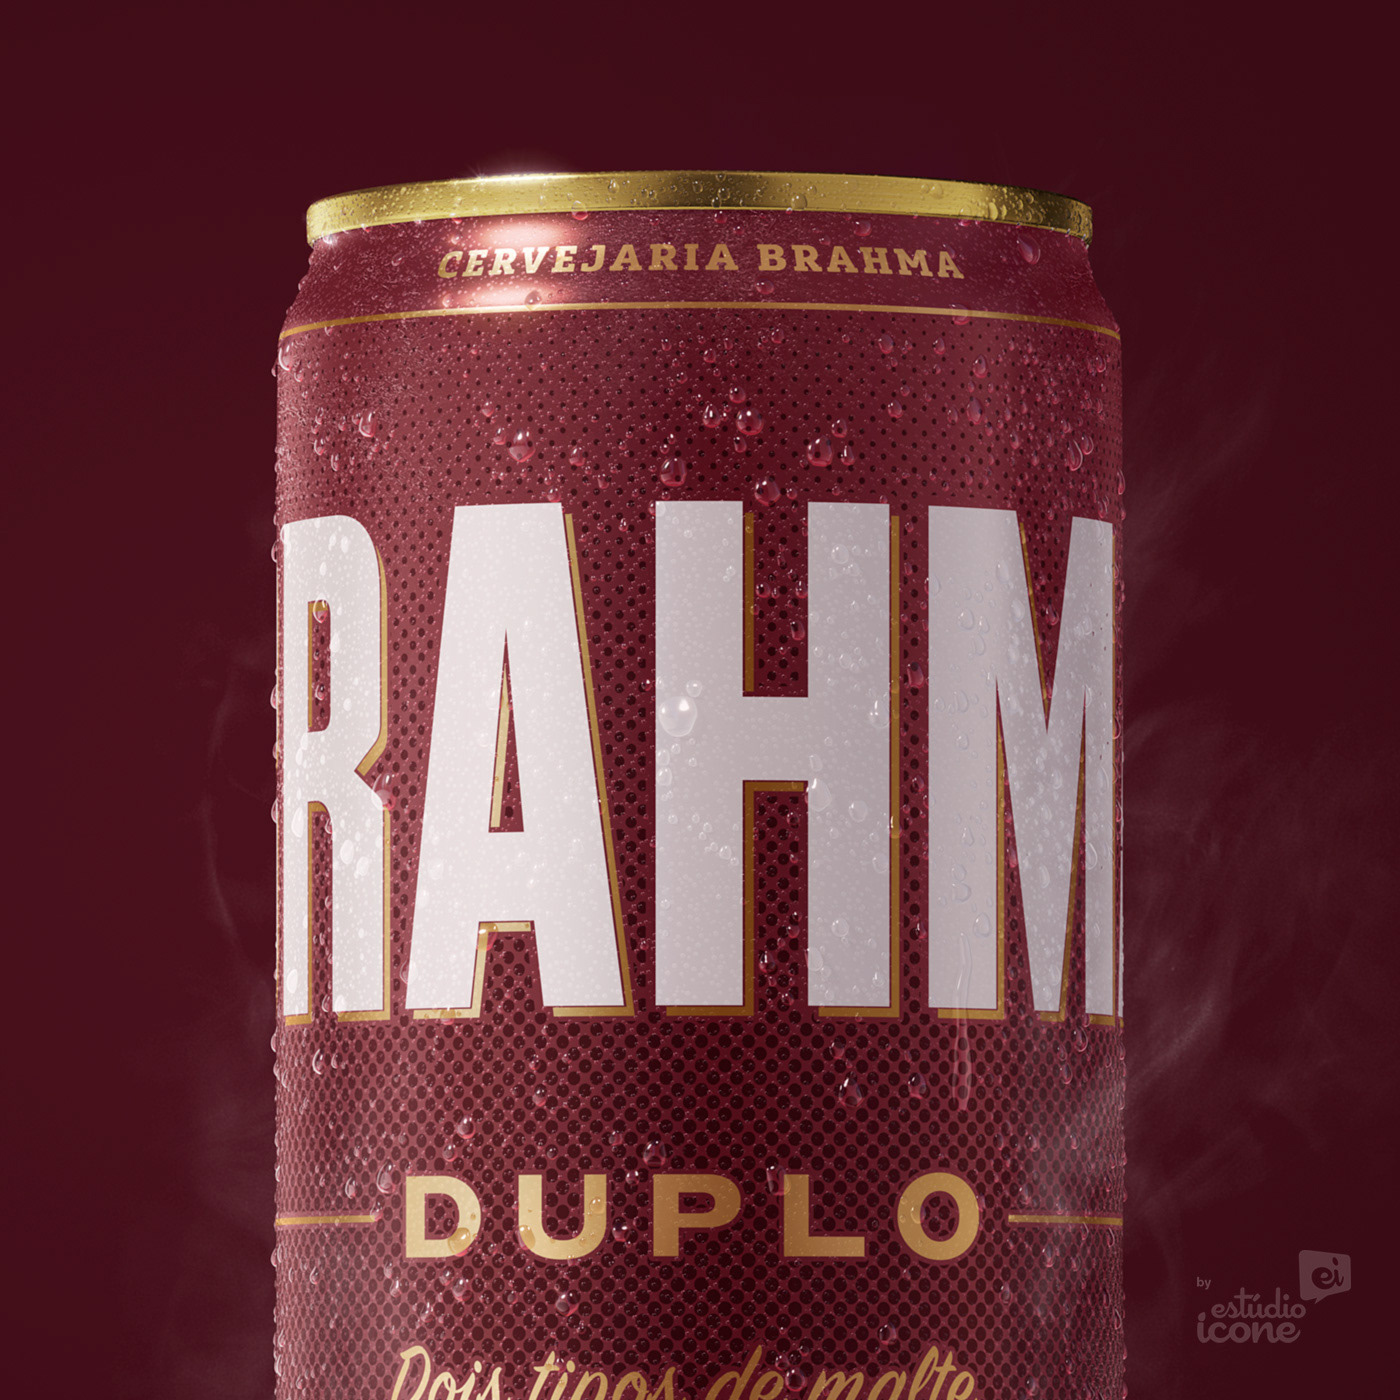 CERVEJARIA BRAHMA
RAHM
DUPLO
Dois tipos de malte
by
ei
estúdio
icone